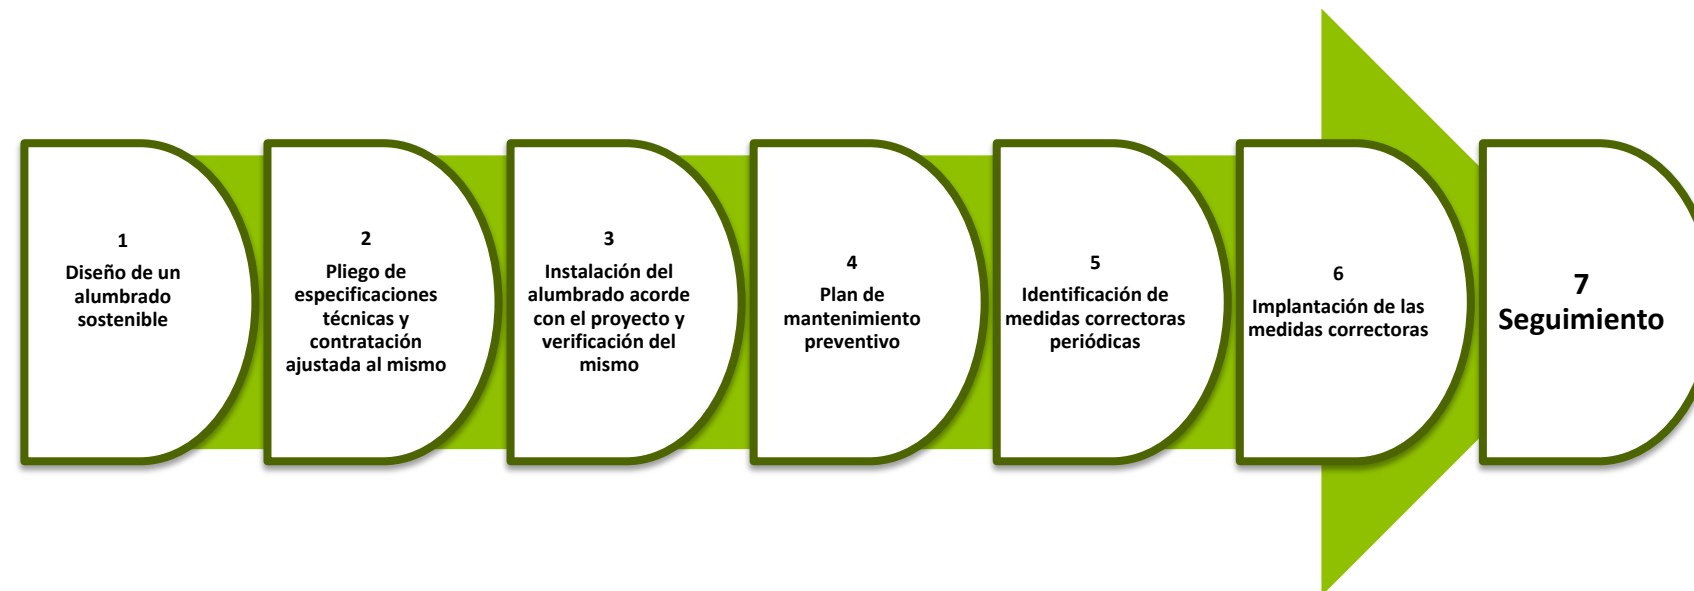 1
Diseño de un
alumbrado
sostenible
2
Pliego de
especificaciones
técnicas y
contratación
ajustada al mismo
3
Instalación del
alumbrado acorde
con el proyecto y
verificación del
mismo
4
Plan de
mantenimiento
preventivo
5
Identificación de
medidas correctoras
periódicas
6
Implantación de las
medidas correctoras
7
Seguimiento